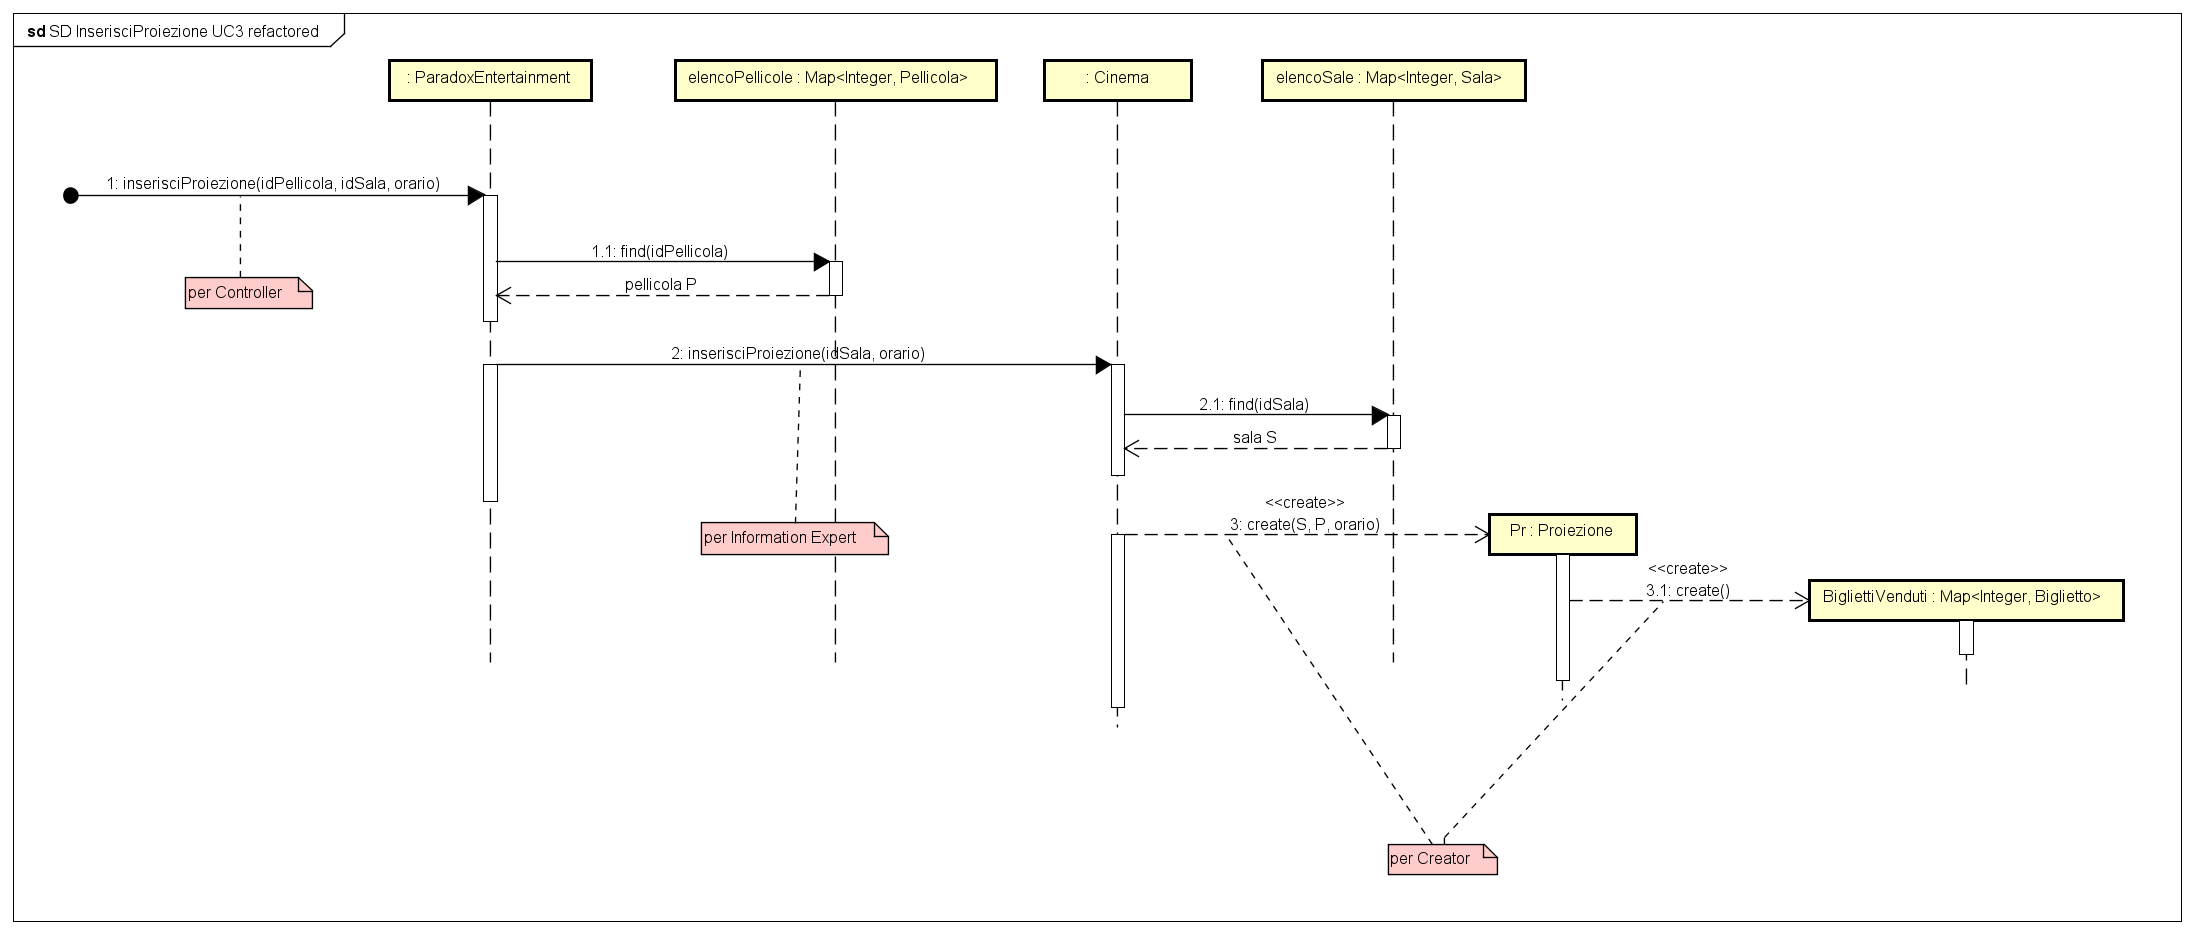 sd SD InserisciProiezione UC3 refactored
: ParadoxEntertainment
elencoPellicole : Map<Integer, Pellicola>
: Cinema
elencoSale : Map<Integer, Sala>
1: inserisciProiezione(idPellicola, idSala, orario)
1.1: find(idPellicola)
per Controller
pellicola P
2: inserisciProiezione(idSala, orario)
2.1: find(idSala)
sala S
<<create>>
3: create(S, P, orario)
Pr : Proiezione
per Information Expert
<<create>>
3.1: create()
BigliettiVenduti : Map<Integer, Biglietto>
per Creator